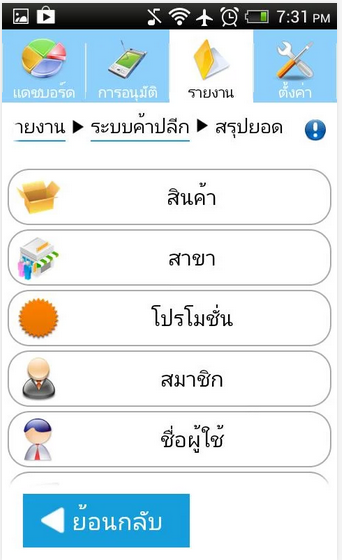 7:31 PM
แดชบอร์ด การอนุมัติ รายงาน ตั้งค่า
ายงาน ▶ ระบบค้าปลีก ▶ สรุปยอด
สินค้า
สาขา
โปรโมชั่น
สมาชิก
ชื่อผู้ใช้
ย้อนกลับ